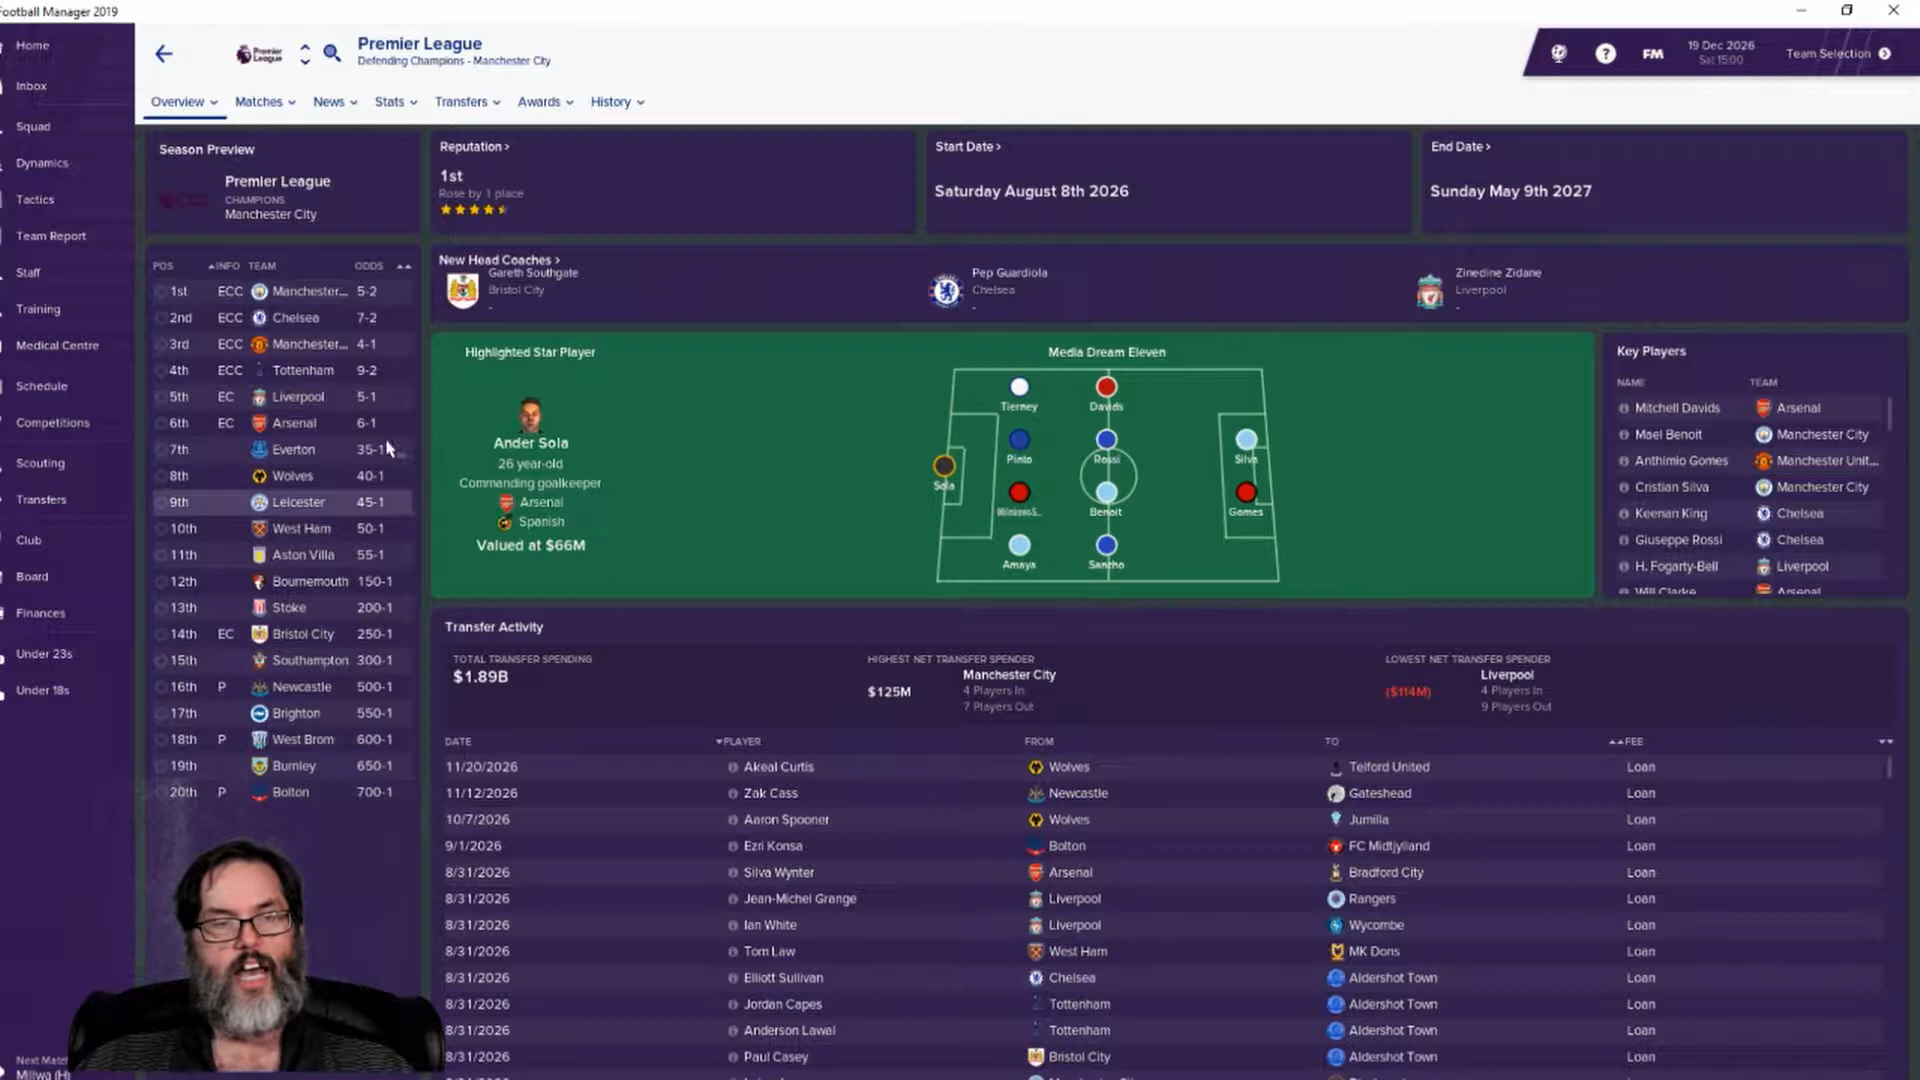 Football Manager 2019
Home
Inbox
Squad
Dynamics
Tactics
Team Report
Staff
Training
Medical Centre
Schedule
Competitions
Scouting
Transfers
Club
Board
Finances
Under 23s
Under 18s
Next Match
Premier League
Premier League
Defending Champions - Manchester City
FM
19 Dec 2026
Sat 15:00
Team Selection
Overview Matches News Stats Transfers Awards History
Season Preview
Premier League
CHAMPIONS
Manchester City
Reputation >
1st
Rose by 1 place
Start Date >
Saturday August 8th 2026
End Date >
Sunday May 9th 2027
POS INFO TEAM ODDS
1st ECC Manchester... 5-2
2nd ECC Chelsea 7-2
3rd ECC Manchester... 4-1
4th ECC Tottenham 9-2
5th EC Liverpool 5-1
6th EC Arsenal 6-1
7th Everton 35-1
8th Wolves 40-1
9th Leicester 45-1
10th West Ham 50-1
11th Aston Villa 55-1
12th Bournemouth 150-1
13th Stoke 200-1
14th EC Bristol City 250-1
15th Southampton 300-1
16th P Newcastle 500-1
17th Brighton 550-1
18th P West Brom 600-1
19th Burnley 650-1
20th P Bolton 700-1
New Head Coaches >
Gareth Southgate
Bristol City
-
Pep Guardiola
Chelsea
-
Zinedine Zidane
Liverpool
-
Highlighted Star Player
Ander Sola
26 year-old
Commanding goalkeeper
Arsenal
Spanish
Valued at $66M
Media Dream Eleven
Tierney
Davids
Pinto
Rossi
Silva
Sola
Benoit
Gomes
Amaya
Sancho
Key Players
NAME TEAM
Mitchell Davids Arsenal
Mael Benoit Manchester City
Anthimio Gomes Manchester Unit...
Cristian Silva Manchester City
Keenan King Chelsea
Giuseppe Rossi Chelsea
H. Fogarty-Bell Liverpool
Will Clarke Arsenal
Transfer Activity
TOTAL TRANSFER SPENDING
$1.89B
HIGHEST NET TRANSFER SPENDER
$125M
Manchester City
4 Players In
7 Players Out
LOWEST NET TRANSFER SPENDER
($114M)
Liverpool
4 Players In
9 Players Out
DATE PLAYER FROM TO FEE
11/20/2026 Akeal Curtis Wolves Telford United Loan
11/12/2026 Zak Cass Newcastle Gateshead Loan
10/7/2026 Aaron Spooner Wolves Jumilla Loan
9/1/2026 Ezri Konsa Bolton FC Midtjylland Loan
8/31/2026 Silva Wynter Arsenal Bradford City Loan
8/31/2026 Jean-Michel Grange Liverpool Rangers Loan
8/31/2026 Ian White Liverpool Wycombe Loan
8/31/2026 Tom Law West Ham MK Dons Loan
8/31/2026 Elliott Sullivan Chelsea Aldershot Town Loan
8/31/2026 Jordan Capes Tottenham Aldershot Town Loan
8/31/2026 Anderson Lawal Tottenham Aldershot Town Loan
8/31/2026 Paul Casey Bristol City Aldershot Town Loan